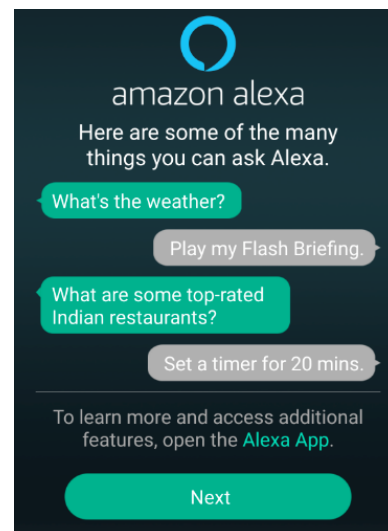 amazon alexa
Here are some of the many
things you can ask Alexa.
What's the weather?
Play my Flash Briefing.
What are some top-rated
Indian restaurants?
Set a timer for 20 mins.
To learn more and access additional
features, open the Alexa App.
Next